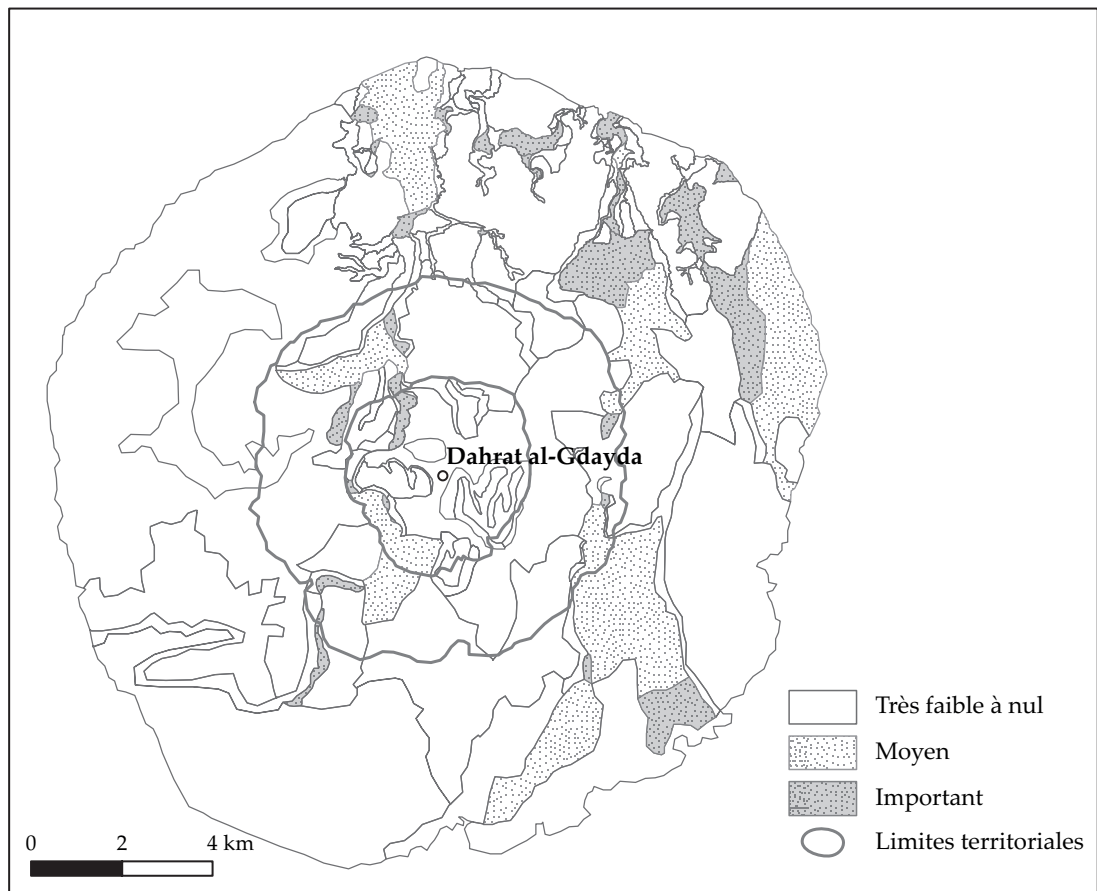 Dahrat al-Gdayda
Très faible à nul
Moyen
Important
Limites territoriales
0 2 4 km